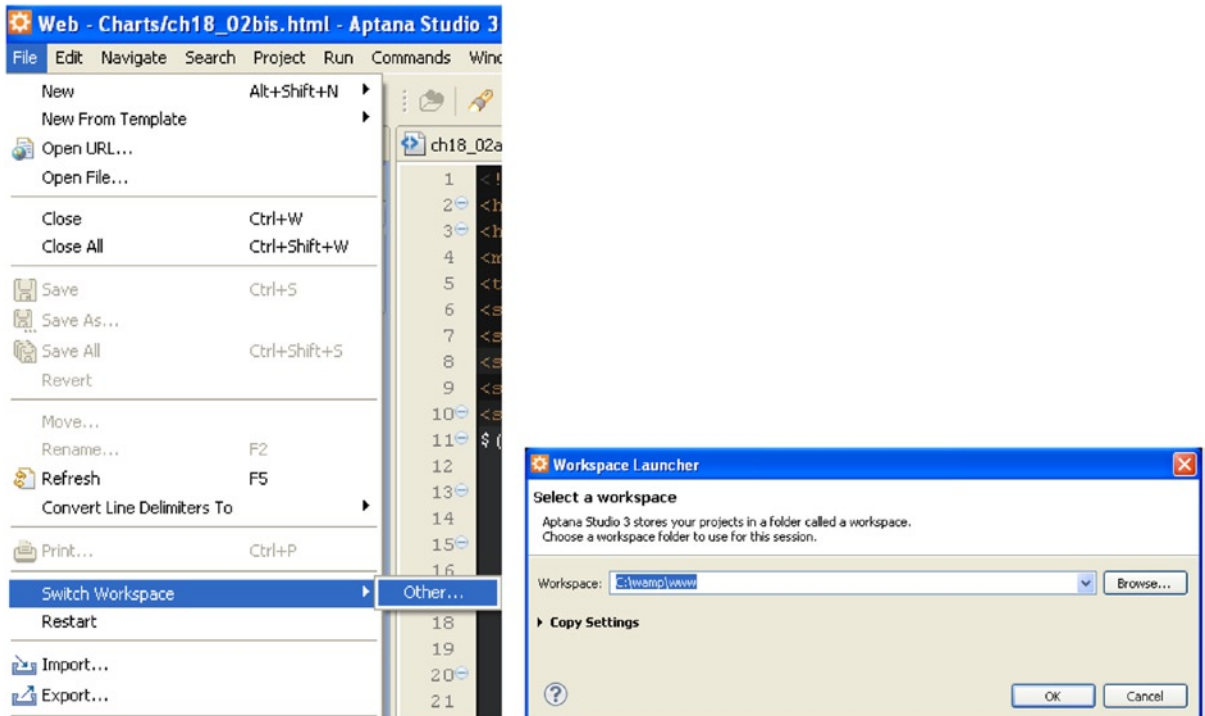 Web - Charts/ch18_02bis.html - Aptana Studio 3
File Edit Navigate Search Project Run Commands
New Alt+Shift+N
New From Template
Open URL...
Open File...
Close Ctrl+W
Close All Ctrl+Shift+W
Save Ctrl+S
Save As...
Save All Ctrl+Shift+S
Revert
Move...
Rename... F2
Refresh F5
Convert Line Delimiters To
Print... Ctrl+P
Switch Workspace
Other...
Restart
Import...
Export...
ch18_02a
1 <!
2 <h
3 <h
4 <m
5 <t
6 <s
7 <s
8 <s
9 <s
10 <s
11 $(
12
13
14
15
16
18
19
20
21
Workspace Launcher
Select a workspace
Aptana Studio 3 stores your projects in a folder called a workspace.
Choose a workspace folder to use for this session.
Workspace: C:\wamp\www Browse...
Copy Settings
? OK Cancel